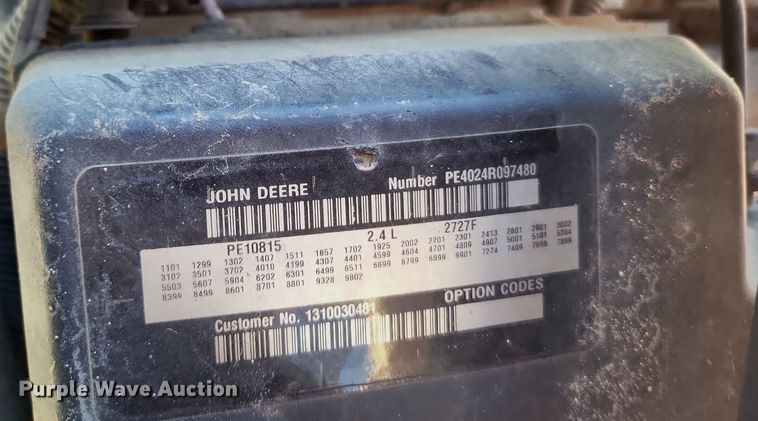 JOHN DEERE Number PE4024R097480
PE10815 2.4 L 2727F
1101 1299 1302 1407 1511 1657 1702 1925 2002 2201 2301 2413 2801 2901 3002
3102 3501 3702 4010 4199 4307 4401 4599 4604 4701 4809 4907 5001 5101 5204
5503 5607 5904 6202 6301 6499 6511 6699 6799 6899 6901 7274 7499 7699 7899
8399 8499 8601 8701 8801 9328 9802
OPTION CODES
Customer No. 1310030481
Purple Wave Auction